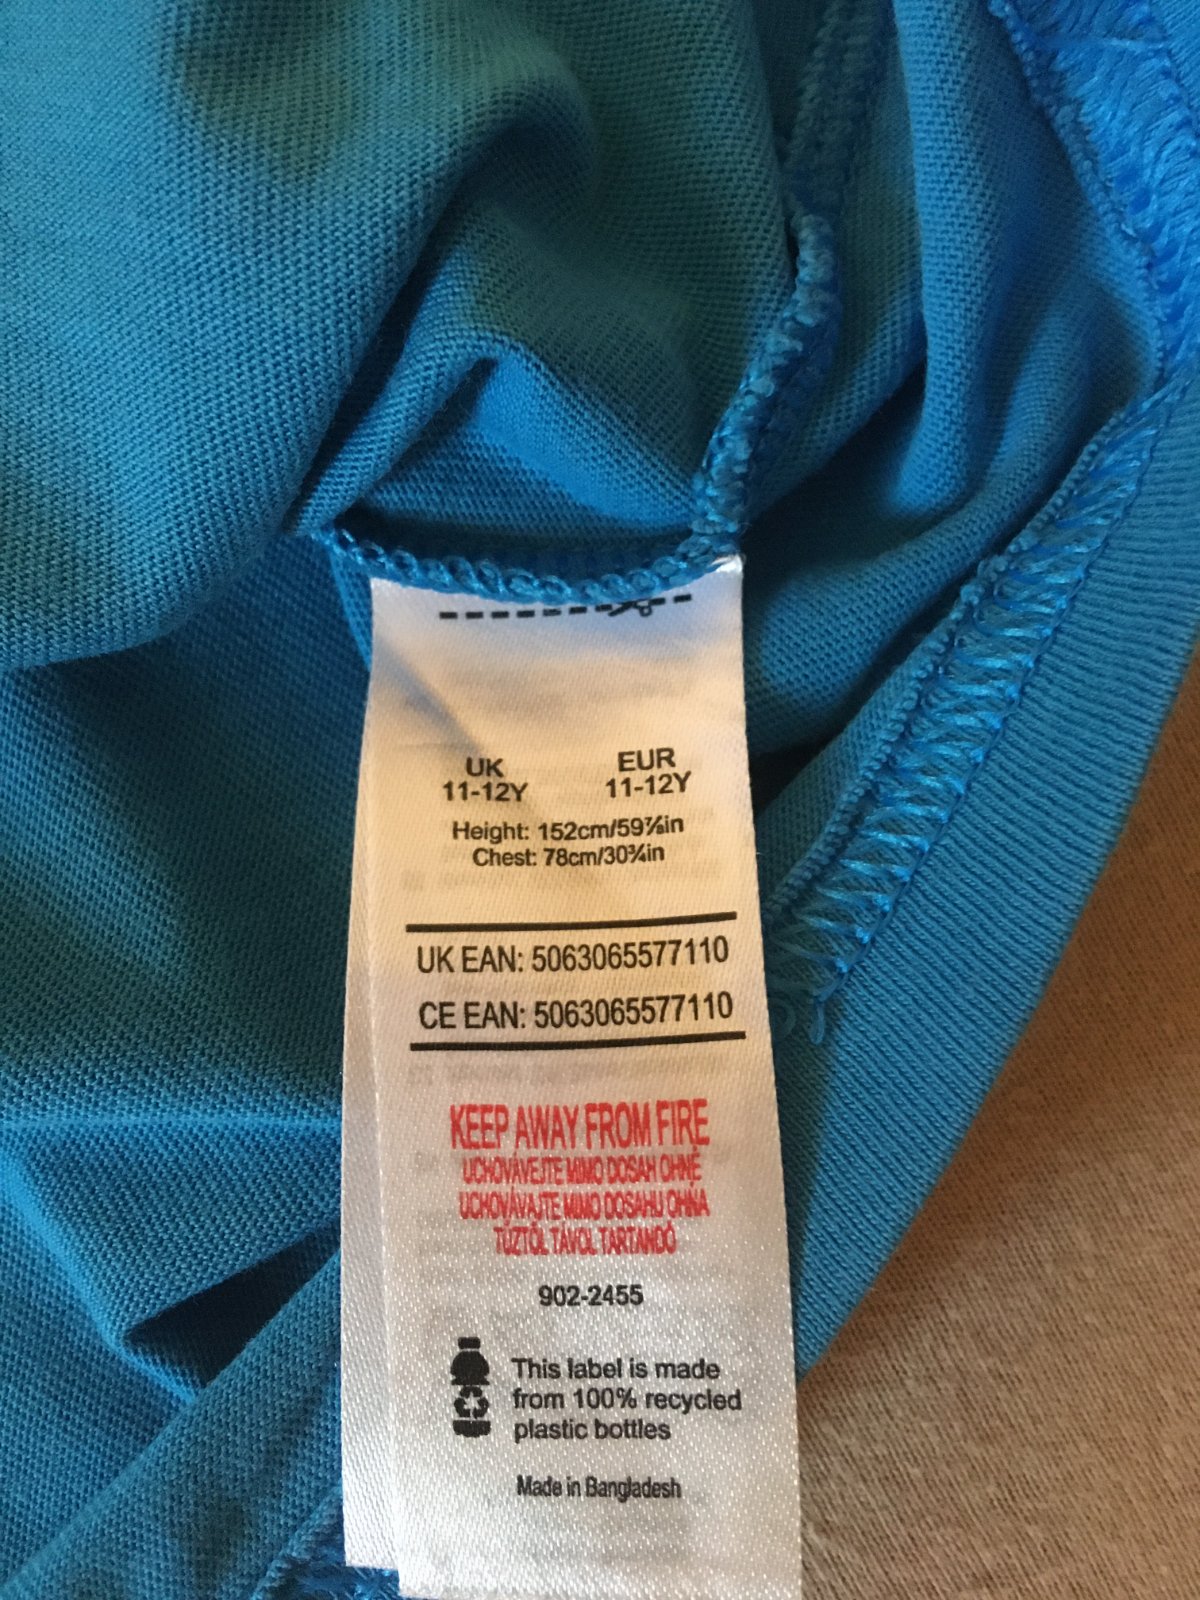 UK EUR
11-12Y 11-12Y
Height: 152cm/59⅞in
Chest: 78cm/30¾in
UK EAN: 5063065577110
CE EAN: 5063065577110
KEEP AWAY FROM FIRE
UCHOVÁVEJTE MIMO DOSAH OHNĚ
UCHOVÁVAJTE MIMO DOSAHU OHŇA
TŰZTŐL TÁVOL TARTANDÓ
902-2455
This label is made
from 100% recycled
plastic bottles
Made in Bangladesh